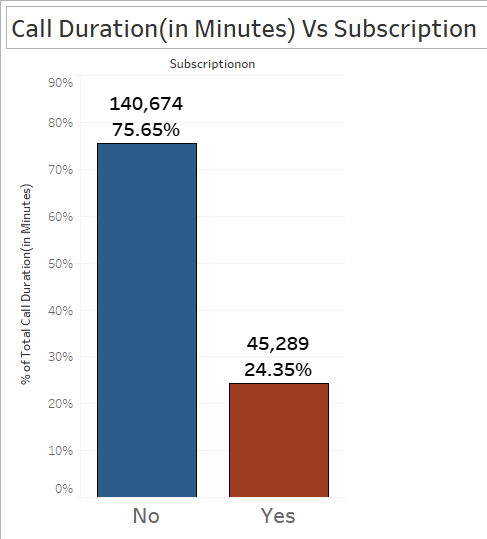 Call Duration(in Minutes) Vs Subscription
Subscriptionon
90%
80%
70%
60%
50%
40%
30%
20%
10%
0%
% of Total Call Duration(in Minutes)
140,674
75.65%
45,289
24.35%
No
Yes